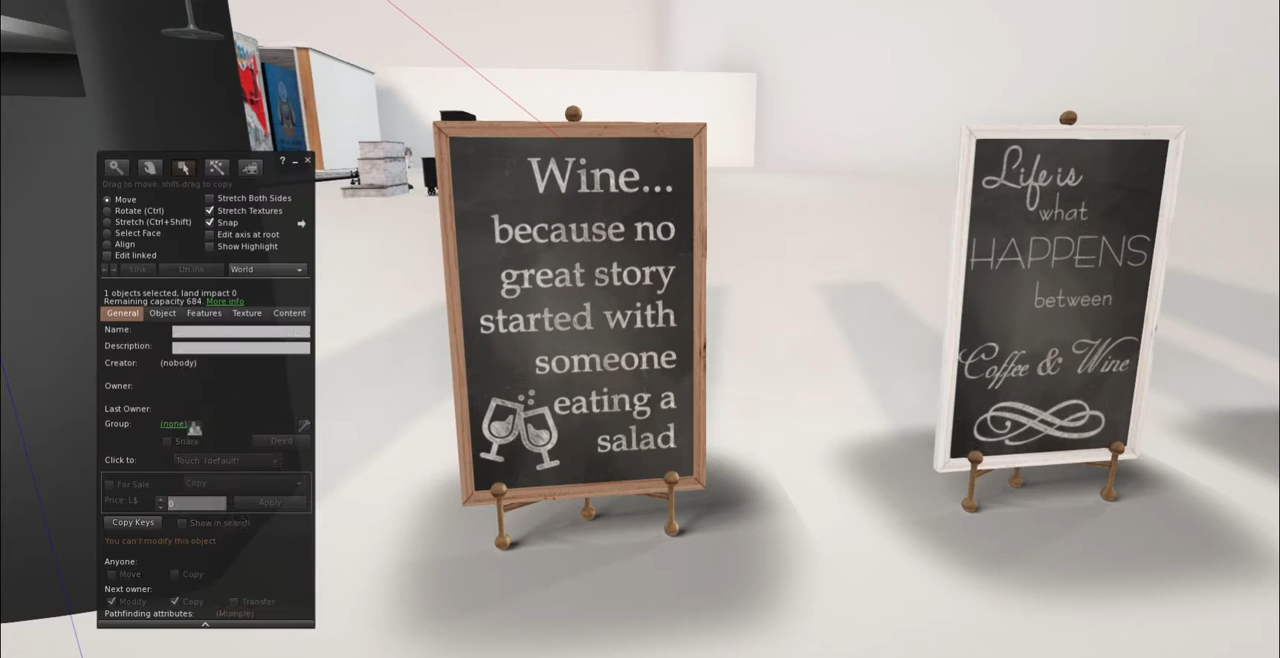 ? _ ×
Drag to move, shift-drag to copy
Move
Rotate (Ctrl)
Stretch (Ctrl+Shift)
Select Face
Align
Edit linked
Stretch Both Sides
Stretch Textures
Snap
Edit axis at root
Show Highlight
Link Unlink World
1 objects selected, land impact 0
Remaining capacity 684. More info
General Object Features Texture Content
Name:
Description:
Creator: (nobody)
Owner:
Last Owner:
Group: (none)
Share Deed
Click to: Touch (default)
For Sale: Copy
Price: L$ 0 Apply
Copy Keys Show in search
You can't modify this object
Anyone:
Move Copy
Next owner:
Modify Copy Transfer
Pathfinding attributes: (Multiple)
Wine...
because no
great story
started with
someone
eating a
salad
Life is
what
HAPPENS
between
Coffee & Wine